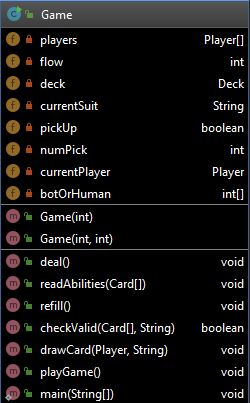 Game
players Player[]
flow int
deck Deck
currentSuit String
pickUp boolean
numPick int
currentPlayer Player
botOrHuman int[]
Game(int)
Game(int, int)
deal() void
readAbilities(Card[]) void
refill() void
checkValid(Card[], String) boolean
drawCard(Player, String) void
playGame() void
main(String[]) void